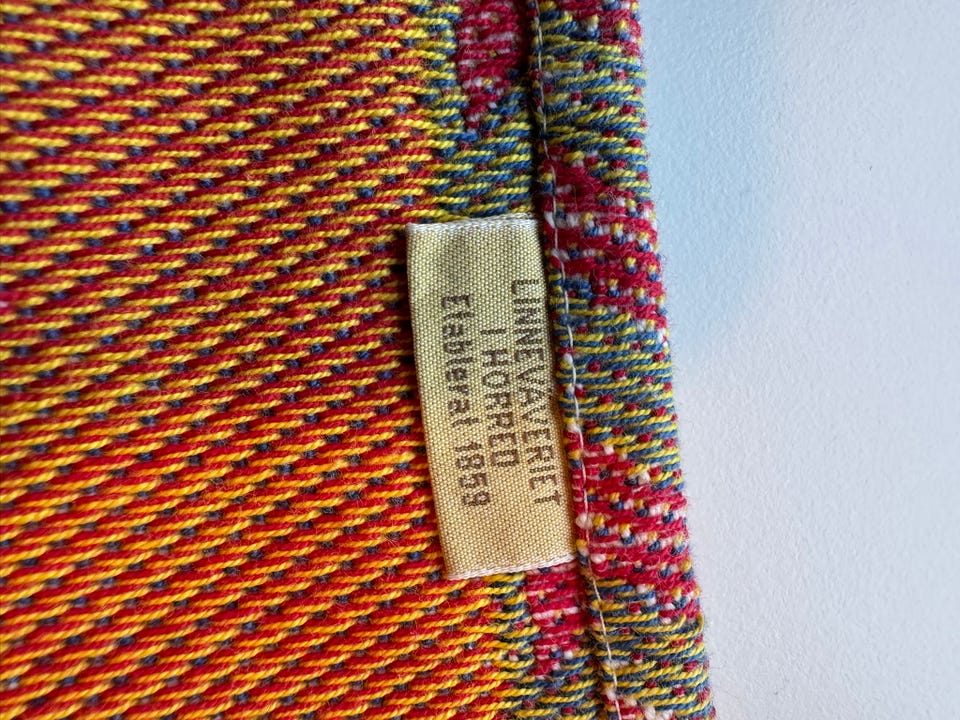 LINNEVÄVERIET
I HORRED
Etablerat 1859